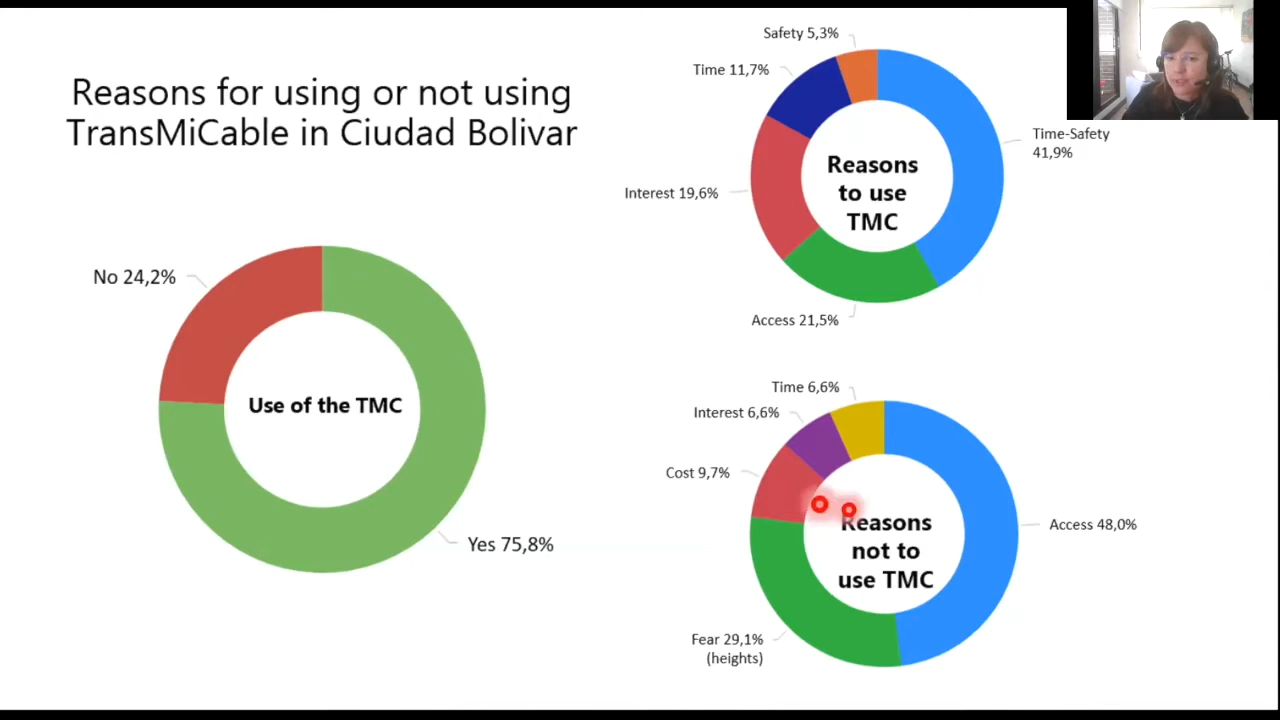 Reasons for using or not using
TransMiCable in Ciudad Bolivar
No 24,2%
Use of the TMC
Yes 75,8%
Safety 5,3%
Time 11,7%
Time-Safety
41,9%
Interest 19,6%
Reasons
to use
TMC
Access 21,5%
Time 6,6%
Interest 6,6%
Cost 9,7%
Reasons
not to
use TMC
Access 48,0%
Fear 29,1%
(heights)